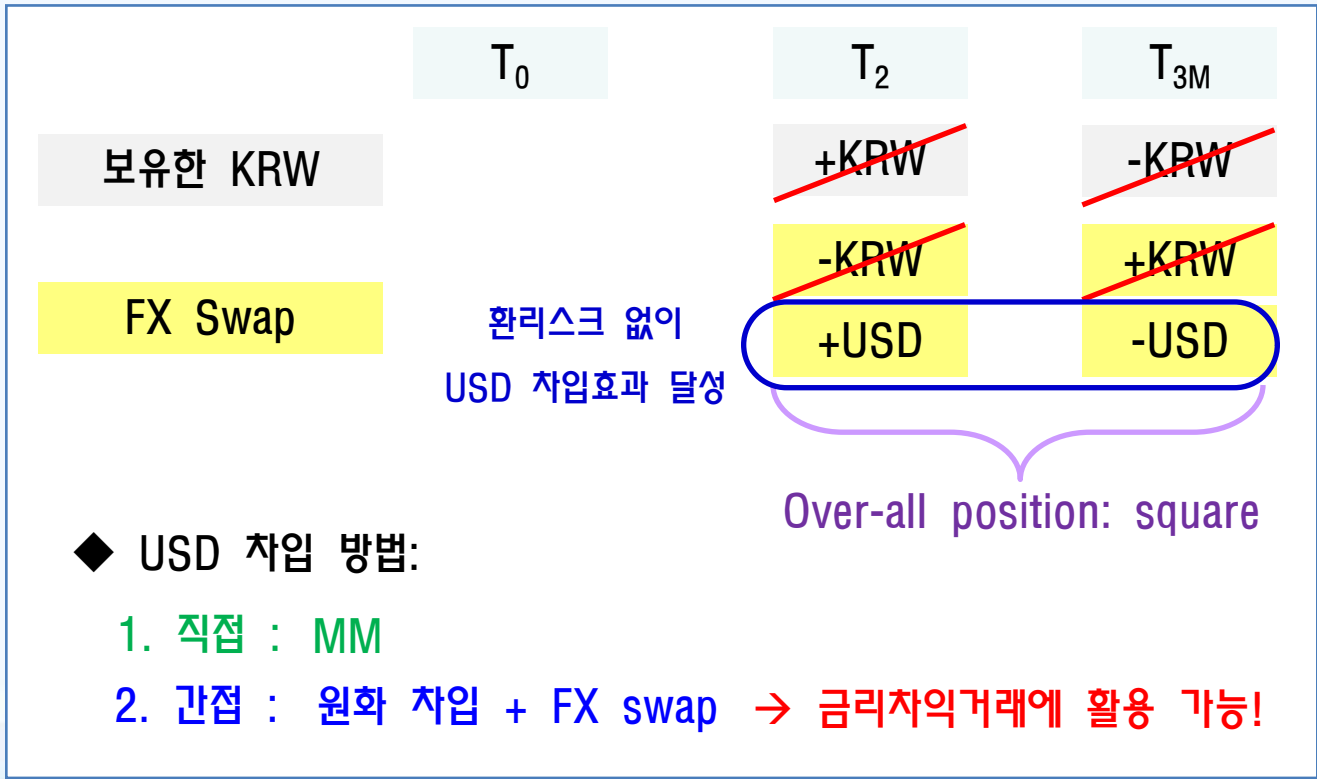 T0 T2 T3M
보유한 KRW +KRW -KRW
-KRW +KRW
FX Swap 환리스크 없이 +USD -USD
USD 차입효과 달성
Over-all position: square
◆ USD 차입 방법:
1. 직접 : MM
2. 간접 : 원화 차입 + FX swap → 금리차익거래에 활용 가능!